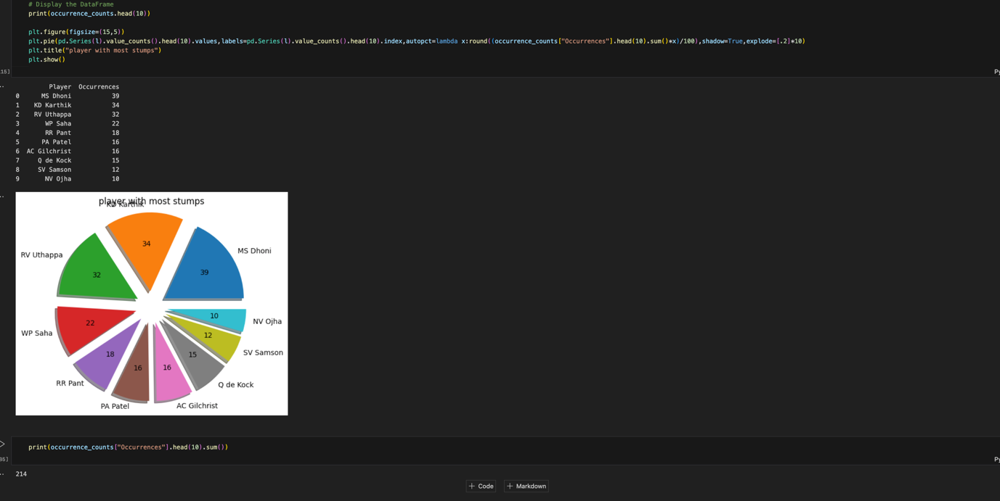 # Display the DataFrame
print(occurrence_counts.head(10))
plt.figure(figsize=(15,5))
plt.pie(pd.Series(l).value_counts().head(10).values,labels=pd.Series(l).value_counts().head(10).index,autopct=lambda x:round((occurrence_counts["Occurrences"].head(10).sum()*x)/100),shadow=True,explode=[.2]*10)
plt.title("player with most stumps")
plt.show()
15]
Py
Player Occurrences
0 MS Dhoni 39
1 KD Karthik 34
2 RV Uthappa 32
3 WP Saha 22
4 RR Pant 18
5 PA Patel 16
6 AC Gilchrist 16
7 Q de Kock 15
8 SV Samson 12
9 NV Ojha 10
player with most stumps
KD Karthik
34
MS Dhoni
RV Uthappa
39
32
10
NV Ojha
22
WP Saha
12
SV Samson
18
15
16
16
RR Pant
Q de Kock
PA Patel
AC Gilchrist
print(occurrence_counts["Occurrences"].head(10).sum())
Py
214
+ Code + Markdown